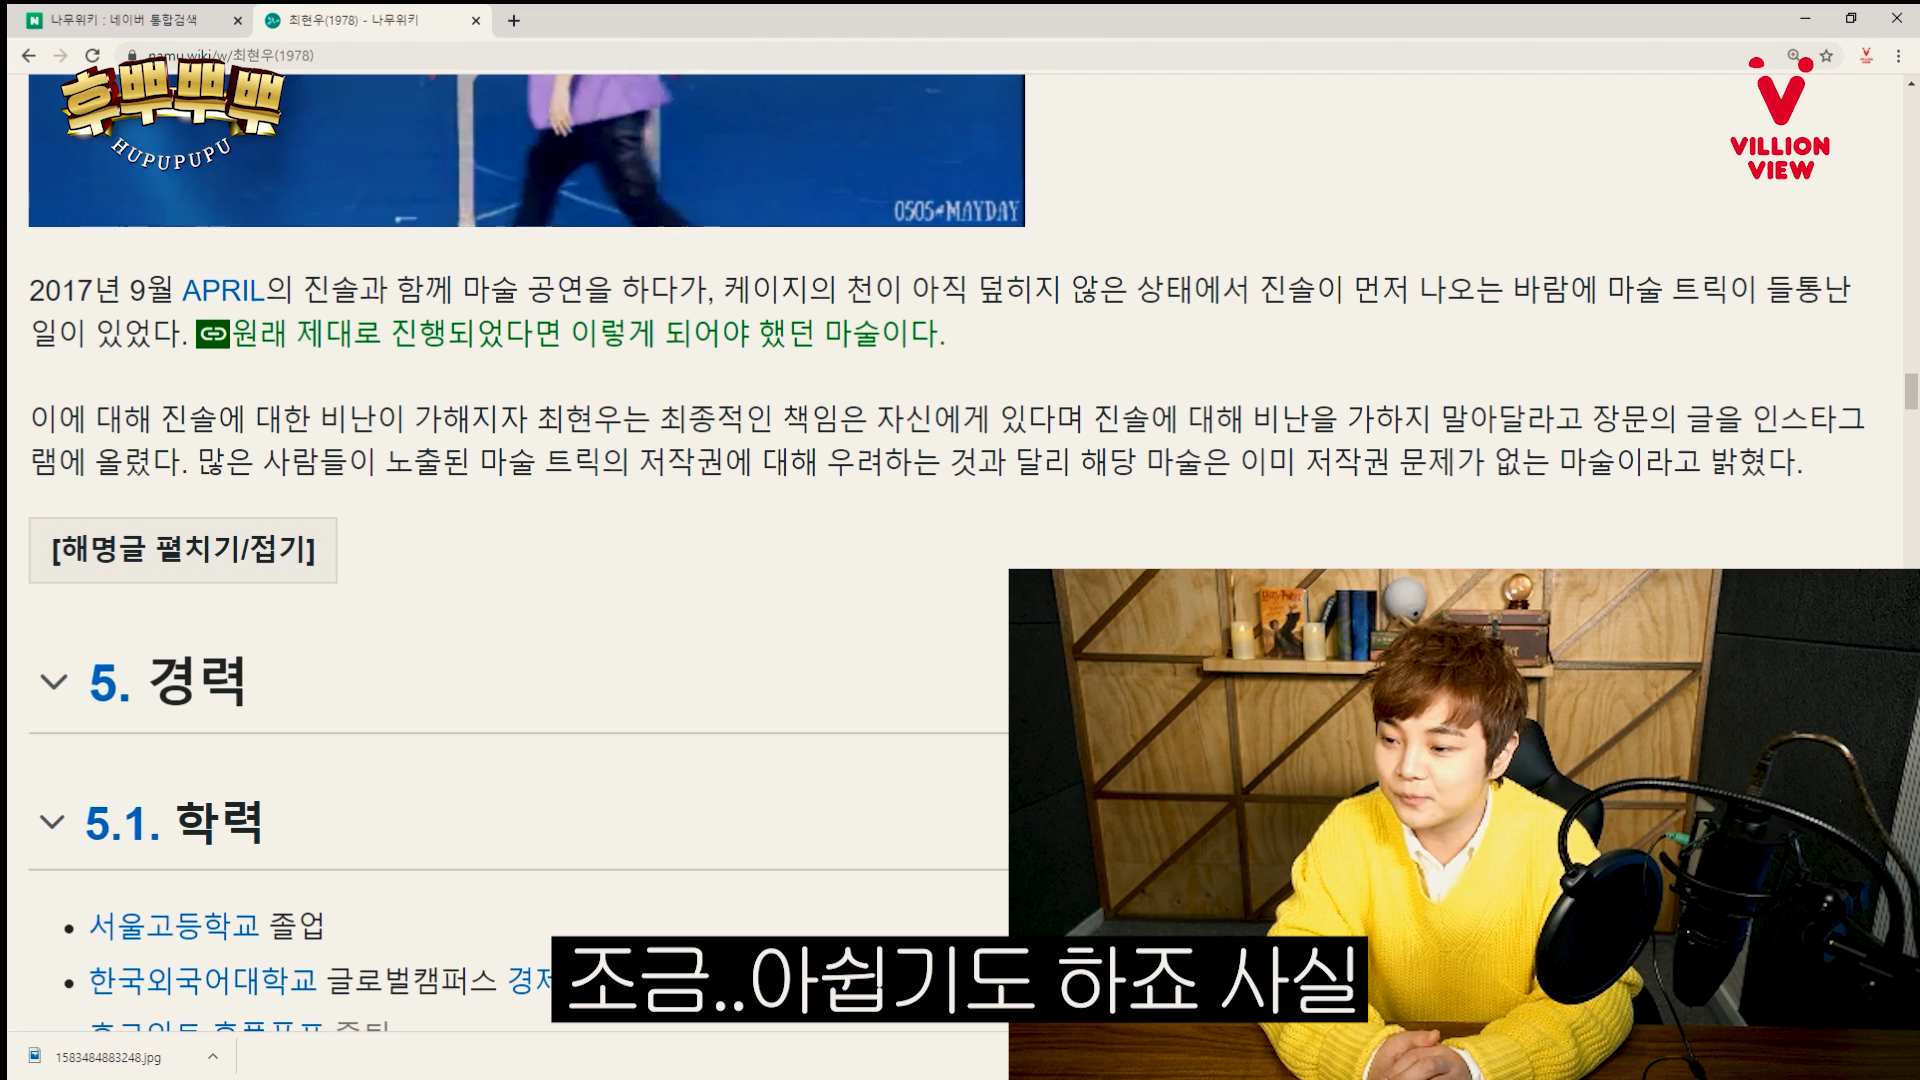 나무위키 : 네이버 통합검색
최현우(1978) - 나무위키
namu.wiki/w/최현우(1978)
후뿌뿌뿌
HUPUPUPU
VILLION
VIEW
0505 MAYDAY
2017년 9월 APRIL의 진솔과 함께 마술 공연을 하다가, 케이지의 천이 아직 덮히지 않은 상태에서 진솔이 먼저 나오는 바람에 마술 트릭이 들통난
일이 있었다. 원래 제대로 진행되었다면 이렇게 되어야 했던 마술이다.
이에 대해 진솔에 대한 비난이 가해지자 최현우는 최종적인 책임은 자신에게 있다며 진솔에 대해 비난을 가하지 말아달라고 장문의 글을 인스타그
램에 올렸다. 많은 사람들이 노출된 마술 트릭의 저작권에 대해 우려하는 것과 달리 해당 마술은 이미 저작권 문제가 없는 마술이라고 밝혔다.
[해명글 펼치기/접기]
5. 경력
5.1. 학력
서울고등학교 졸업
한국외국어대학교 글로벌캠퍼스 경제
조금..아쉽기도 하죠 사실
1583484883248.jpg